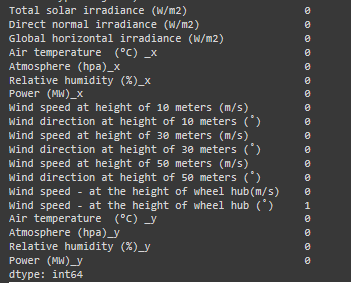 Total solar irradiance (W/m2) 0
Direct normal irradiance (W/m2) 0
Global horizontal irradiance (W/m2) 0
Air temperature  (°C) _x 0
Atmosphere (hpa)_x 0
Relative humidity (%)_x 0
Power (MW)_x 0
Wind speed at height of 10 meters (m/s) 0
Wind direction at height of 10 meters (˚) 0
Wind speed at height of 30 meters (m/s) 0
Wind direction at height of 30 meters (˚) 0
Wind speed at height of 50 meters (m/s) 0
Wind direction at height of 50 meters (˚) 0
Wind speed - at the height of wheel hub(m/s) 0
Wind speed - at the height of wheel hub (˚) 1
Air temperature  (°C) _y 0
Atmosphere (hpa)_y 0
Relative humidity (%)_y 0
Power (MW)_y 0
dtype: int64